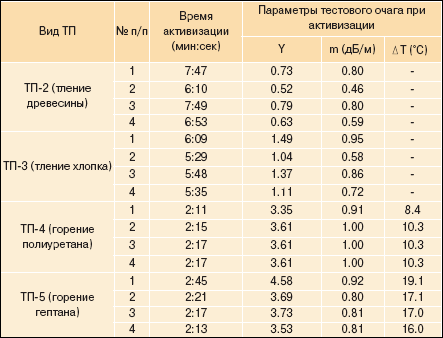 Вид ТП № п/п Время активизации (мин:сек) Параметры тестового очага при активизации
Y m (дБ/м) ΔT (°C)
ТП-2 (тление древесины)
1 7:47 0.73 0.80 -
2 6:10 0.52 0.46 -
3 7:49 0.79 0.80 -
4 6:53 0.63 0.59 -
ТП-3 (тление хлопка)
1 6:09 1.49 0.95 -
2 5:29 1.04 0.58 -
3 5:48 1.37 0.86 -
4 5:35 1.11 0.72 -
ТП-4 (горение полиуретана)
1 2:11 3.35 0.91 8.4
2 2:15 3.61 1.00 10.3
3 2:17 3.61 1.00 10.3
4 2:17 3.61 1.00 10.3
ТП-5 (горение гептана)
1 2:45 4.58 0.92 19.1
2 2:21 3.69 0.80 17.1
3 2:17 3.73 0.81 17.0
4 2:13 3.53 0.81 16.0